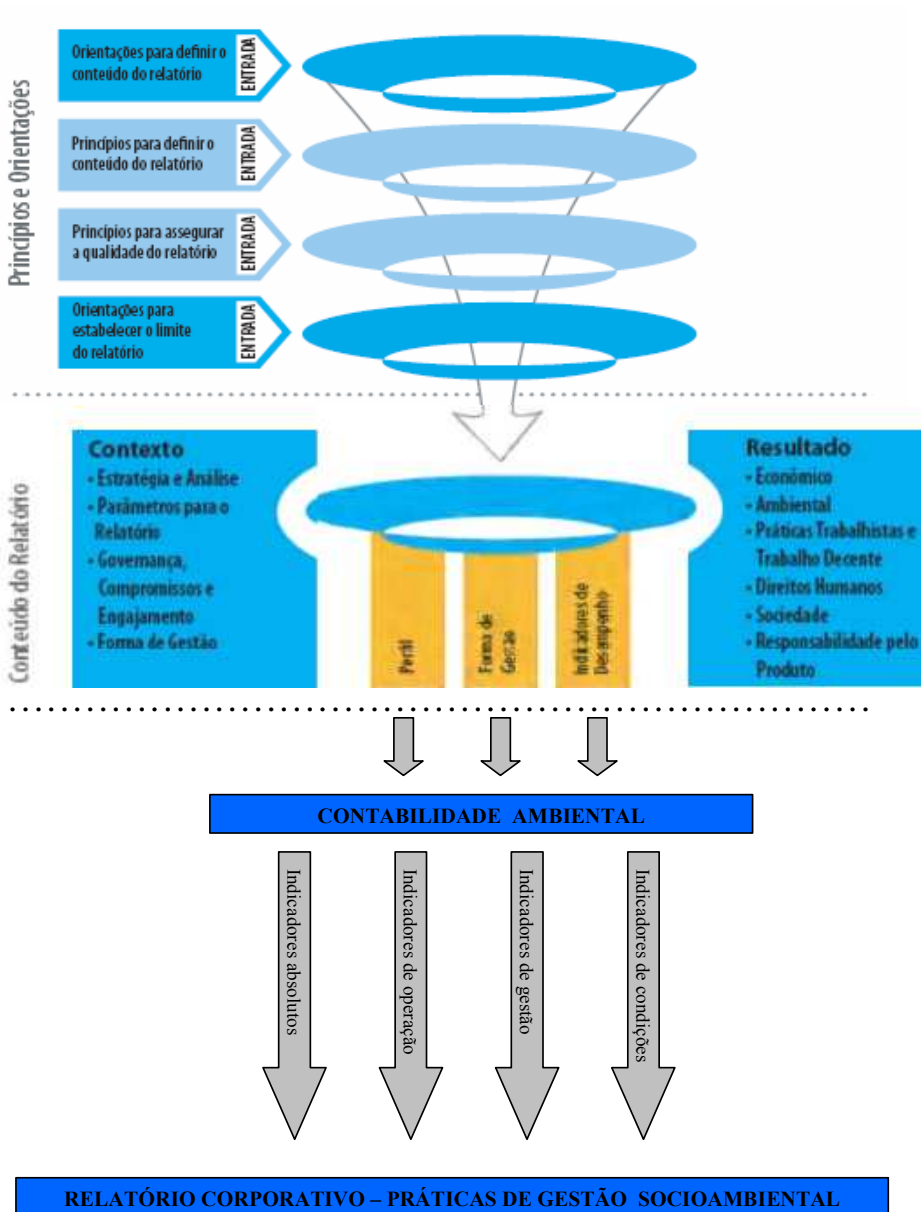 Princípios e Orientações
Orientações para definir o
conteúdo do relatório
ENTRADA
Princípios para definir o
conteúdo do relatório
ENTRADA
Princípios para assegurar
a qualidade do relatório
ENTRADA
Orientações para
estabelecer o limite
do relatório
ENTRADA
Conteúdo do Relatório
Contexto
• Estratégia e Análise
• Parâmetros para o
Relatório
• Governança,
Compromissos e
Engajamento
• Forma de Gestão
Perfil
Forma de
Gestão
Indicadores de
Desempenho
Resultado
• Econômico
• Ambiental
• Práticas Trabalhistas e
Trabalho Decente
• Direitos Humanos
• Sociedade
• Responsabilidade pelo
Produto
CONTABILIDADE AMBIENTAL
Indicadores absolutos
Indicadores de operação
Indicadores de gestão
Indicadores de condições
RELATÓRIO CORPORATIVO – PRÁTICAS DE GESTÃO SOCIOAMBIENTAL